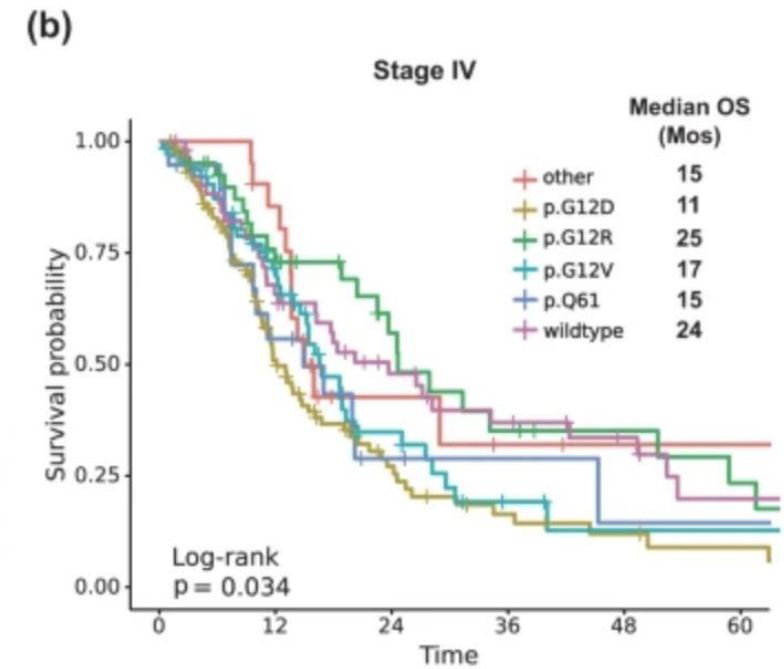 (b)
Stage IV
Median OS
(Mos)
other 15
p.G12D 11
p.G12R 25
p.G12V 17
p.Q61 15
wildtype 24
Survival probability
1.00
0.75
0.50
0.25
0.00
Log-rank
p = 0.034
0 12 24 36 48 60
Time